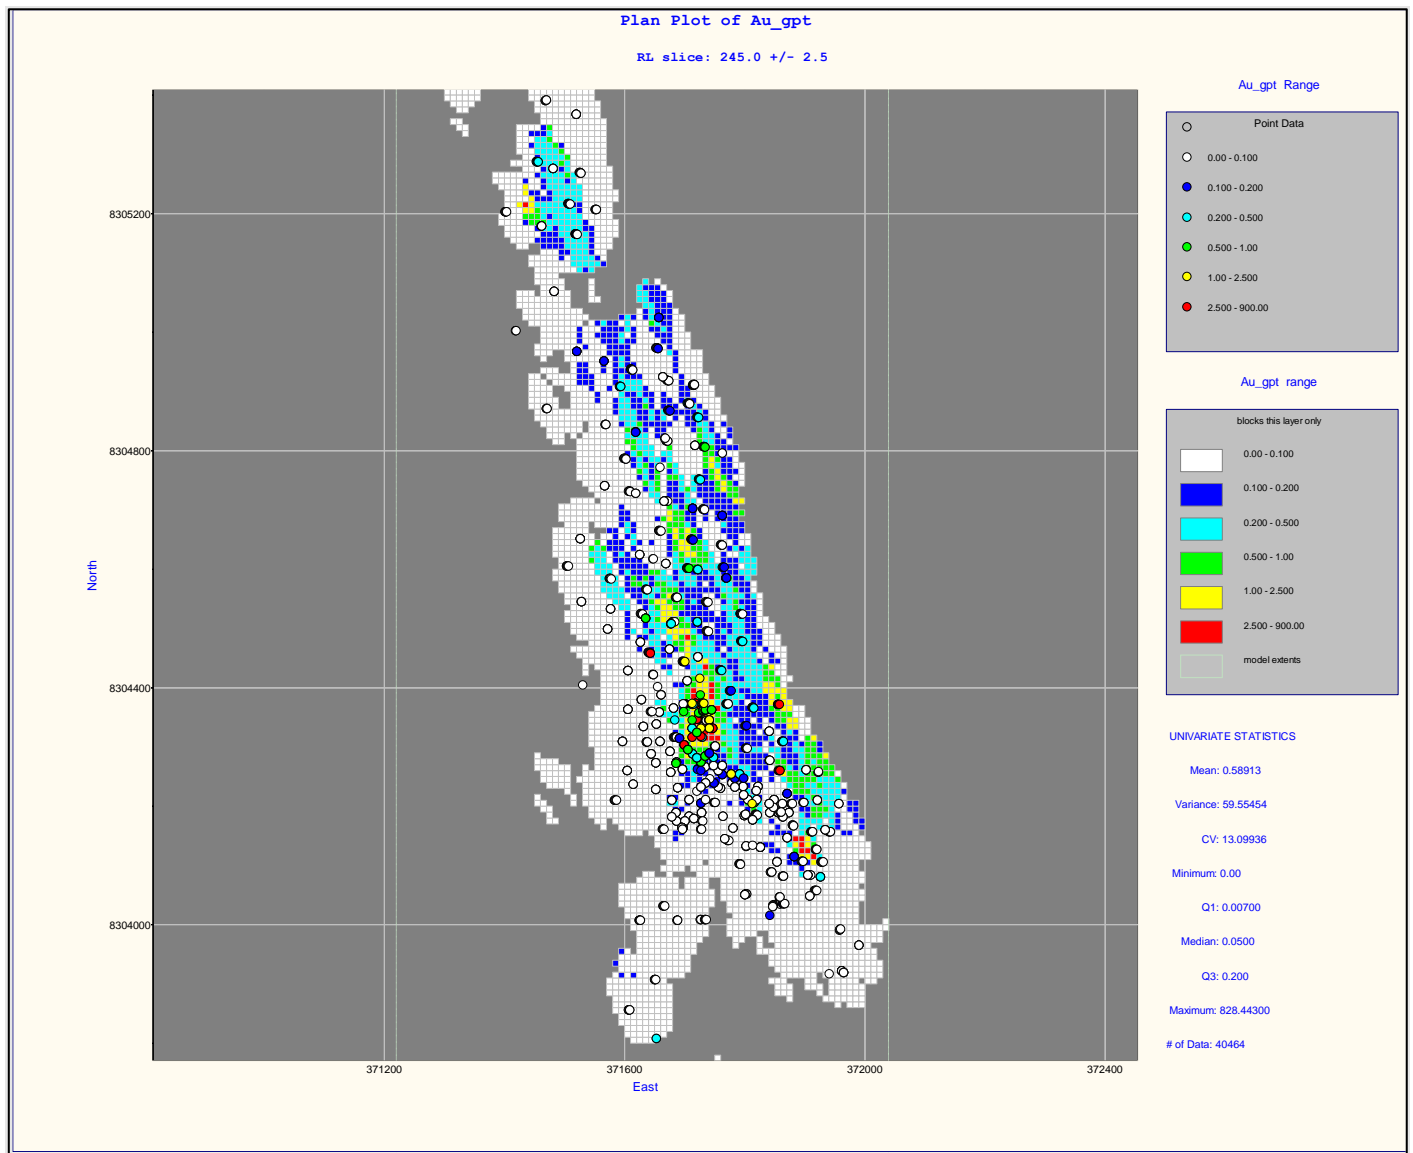 Plan Plot of Au_gpt
RL slice: 245.0 +/- 2.5
Au_gpt Range
Point Data
0.00 - 0.100
0.100 - 0.200
0.200 - 0.500
0.500 - 1.00
1.00 - 2.500
2.500 - 900.00
Au_gpt range
blocks this layer only
0.00 - 0.100
0.100 - 0.200
0.200 - 0.500
0.500 - 1.00
1.00 - 2.500
2.500 - 900.00
model extents
UNIVARIATE STATISTICS
Mean: 0.58913
Variance: 59.55454
CV: 13.09936
Minimum: 0.00
Q1: 0.00700
Median: 0.0500
Q3: 0.200
Maximum: 828.44300
# of Data: 40464
8305200
8304800
8304400
8304000
North
371200
371600
372000
372400
East